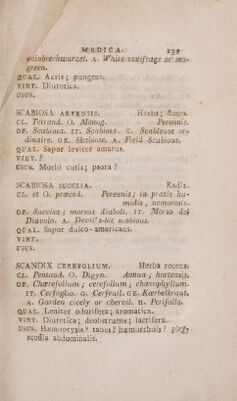 MEDICA. 235
steinbrechwurzel. A. White saxifrage or sen-
green.
QUAL. Acris; pungens.
VIRT. Diuretica.
USUS.
SCABIOSA ARVENSIS. Herba; flores.
CL. Tetrand. O. Monog. Perennis.
OF. Scabiosa. IT. Scabiosa. G. Scabieuse or-
dinaire. GE. Skabiose. A. Field Scabious.
QUAL. Sapor leviter amarus.
VIRT. ?
USUS. Morbi cutis; psora?
SCABIOSA SUCCISA. Radix.
CL. et O. præced. Perennis; in pratis hu-
midis, nemorosis.
OF. Succisa; morsus diaboli. IT. Morso del
Diavolo. A. Devil's-bit scabious.
QUAL. Sapor dulco-amaricans.
VIRT.
USUS.
SCANDIX CEREFOLIUM. Herba recens.
CL. Pentand. O. Digyn. Annua; hortensis.
OF. Chærefolium; cerefolium; chærophyllum.
IT. Cerfoglio. G. Cerfeuil. GE. Kœrbelkraut.
A. Garden cicely or chervil. H. Perifollo.
QUAL. Leniter odorifera; aromatica.
VIRT. Diuretica; deobstruens; lactifera.
USUS. Hæmoptysis? tabes? hæmorrhois? phy-
sconia abdominalis.